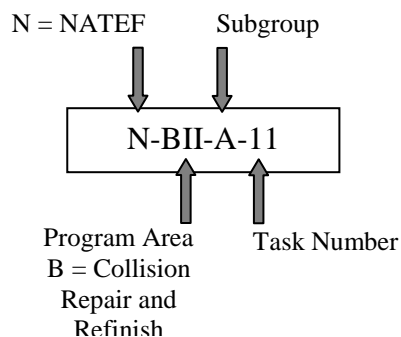 N = NATEF
Subgroup
N-BII-A-11
Program Area
B = Collision
Repair and
Refinish
Task Number